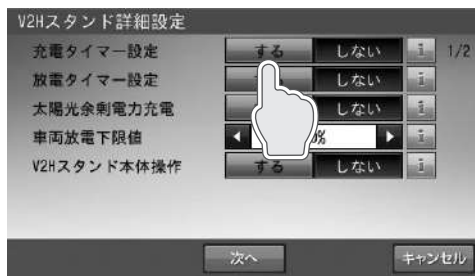 V2Hスタンド詳細設定
充電タイマー設定 する しない i 1/2
放電タイマー設定 する しない i
太陽光余剰電力充電 しない i
車両放電下限値 % i
V2Hスタンド本体操作 する しない i
次へ キャンセル